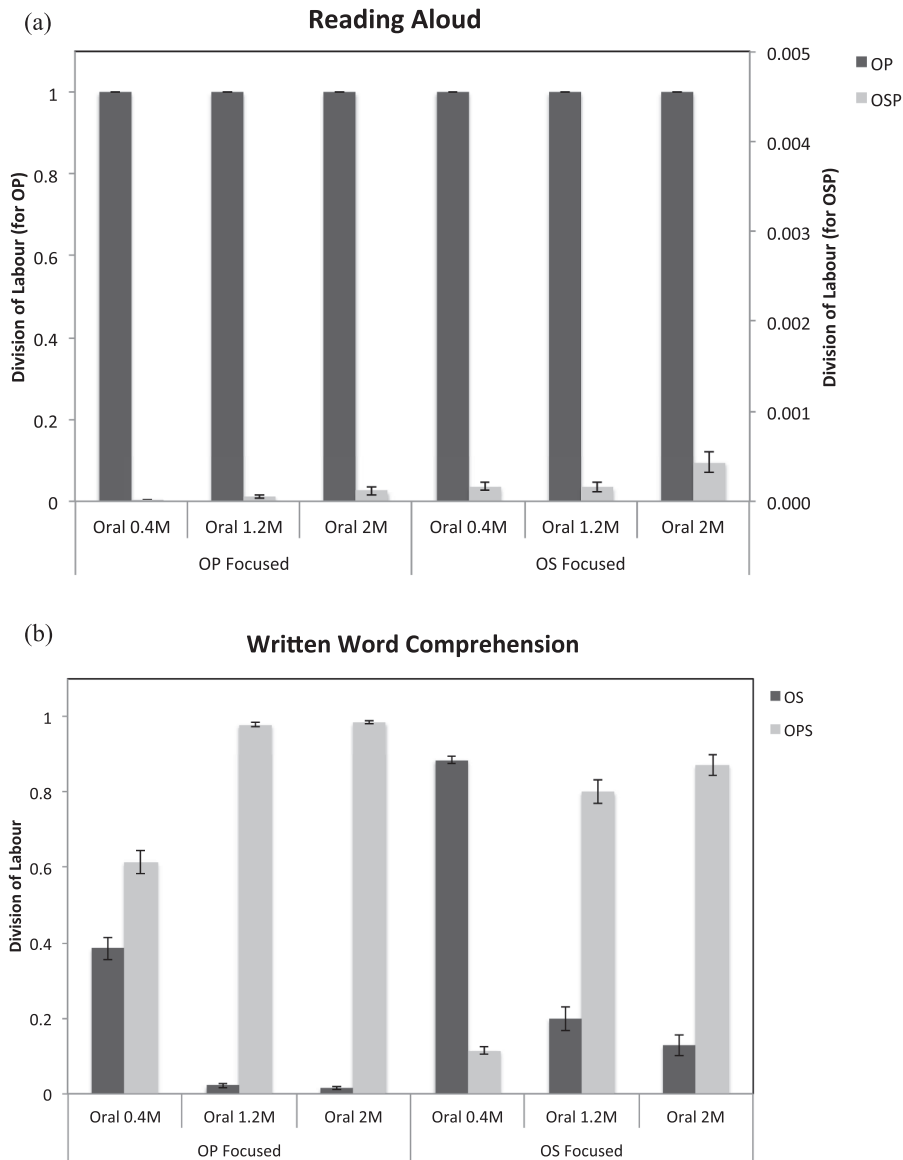 (a)
Reading Aloud
Division of Labour (for OP)
1
0.8
0.6
0.4
0.2
0
0.005
0.004
0.003
0.002
0.001
0.000
Division of Labour (for OSP)
OP
OSP
Oral 0.4M Oral 1.2M Oral 2M Oral 0.4M Oral 1.2M Oral 2M
OP Focused OS Focused
(b)
Written Word Comprehension
Division of Labour
1
0.8
0.6
0.4
0.2
0
OS
OPS
Oral 0.4M Oral 1.2M Oral 2M Oral 0.4M Oral 1.2M Oral 2M
OP Focused OS Focused